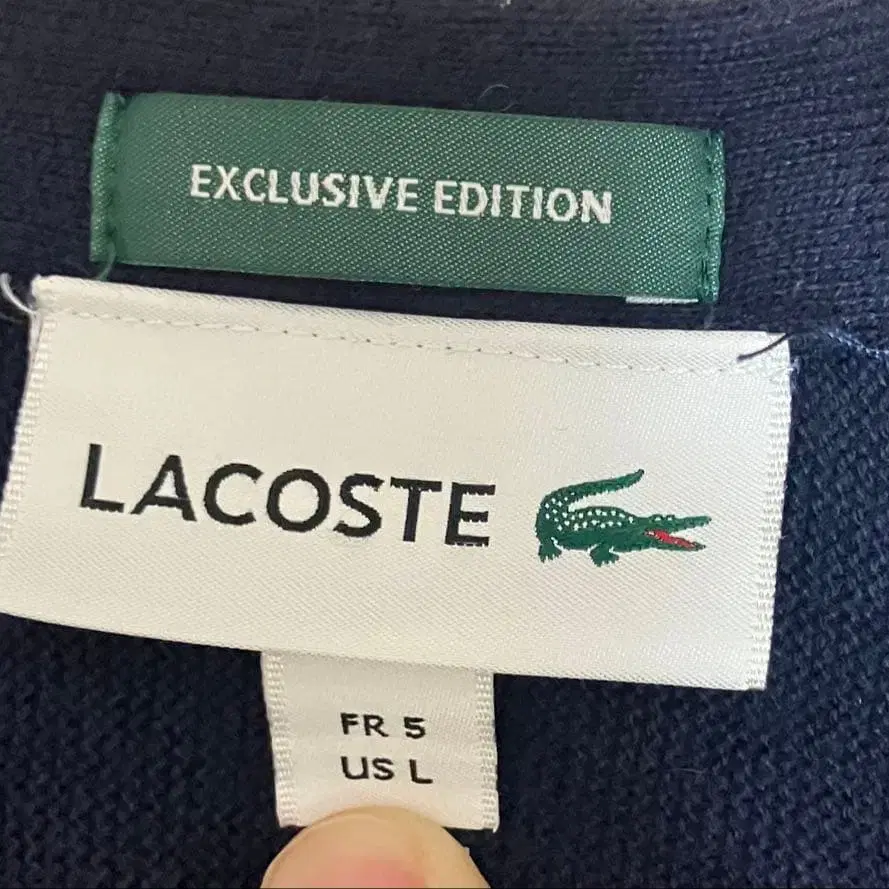 EXCLUSIVE EDITION
LACOSTE
FR 5
US L